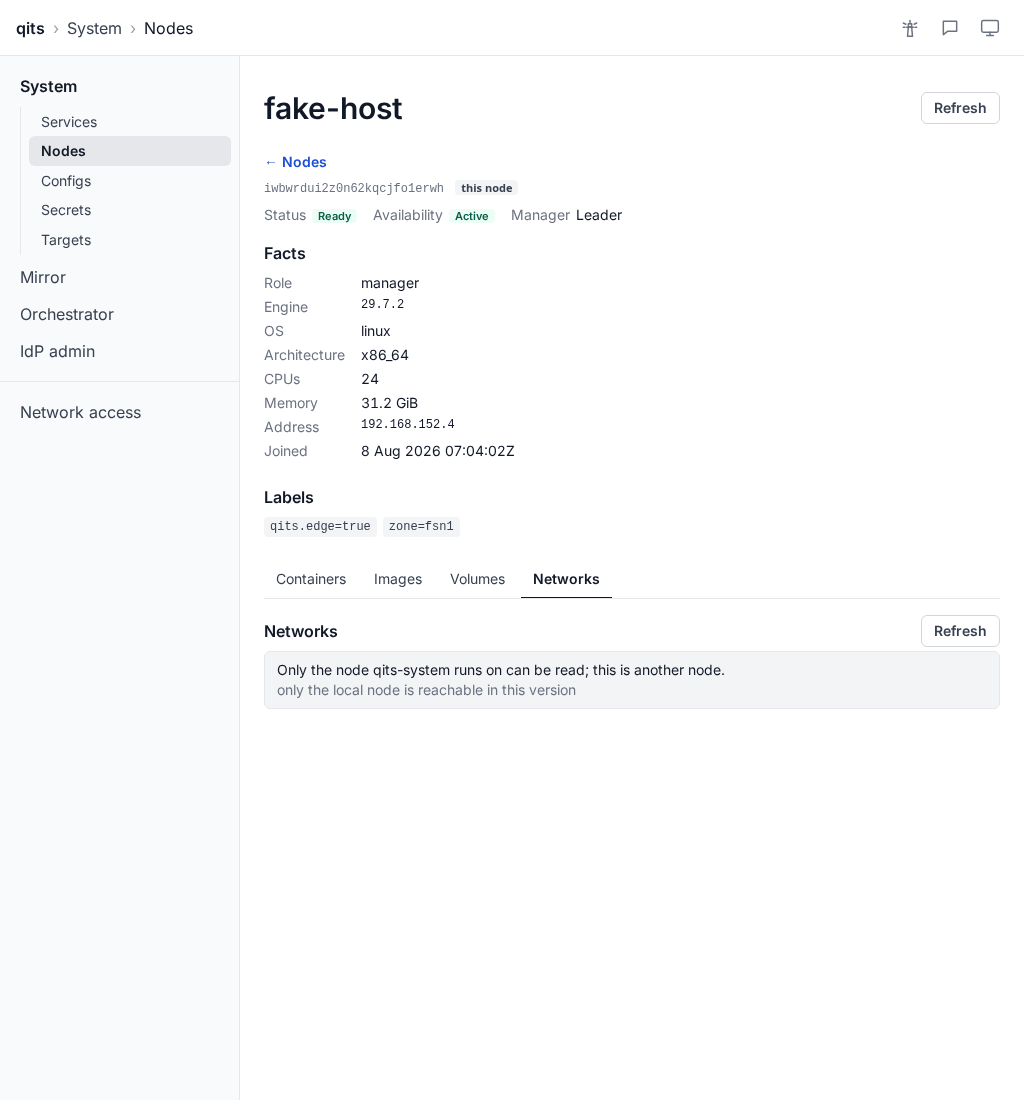 qits › System › Nodes
System
Services
Nodes
Configs
Secrets
Targets
Mirror
Orchestrator
IdP admin
Network access
fake-host
Refresh
← Nodes
iwbwrdui2z0n62kqcjfo1erwh this node
Status Ready Availability Active Manager Leader
Facts
Role manager
Engine 29.7.2
OS linux
Architecture x86_64
CPUs 24
Memory 31.2 GiB
Address 192.168.152.4
Joined 8 Aug 2026 07:04:02Z
Labels
qits.edge=true zone=fsn1
Containers Images Volumes Networks
Networks
Refresh
Only the node qits-system runs on can be read; this is another node.
only the local node is reachable in this version